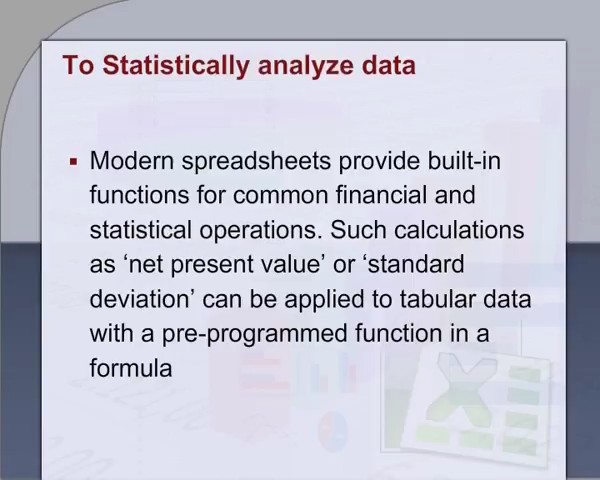 To Statistically analyze data
▪ Modern spreadsheets provide built-in
functions for common financial and
statistical operations. Such calculations
as ‘net present value’ or ‘standard
deviation’ can be applied to tabular data
with a pre-programmed function in a
formula